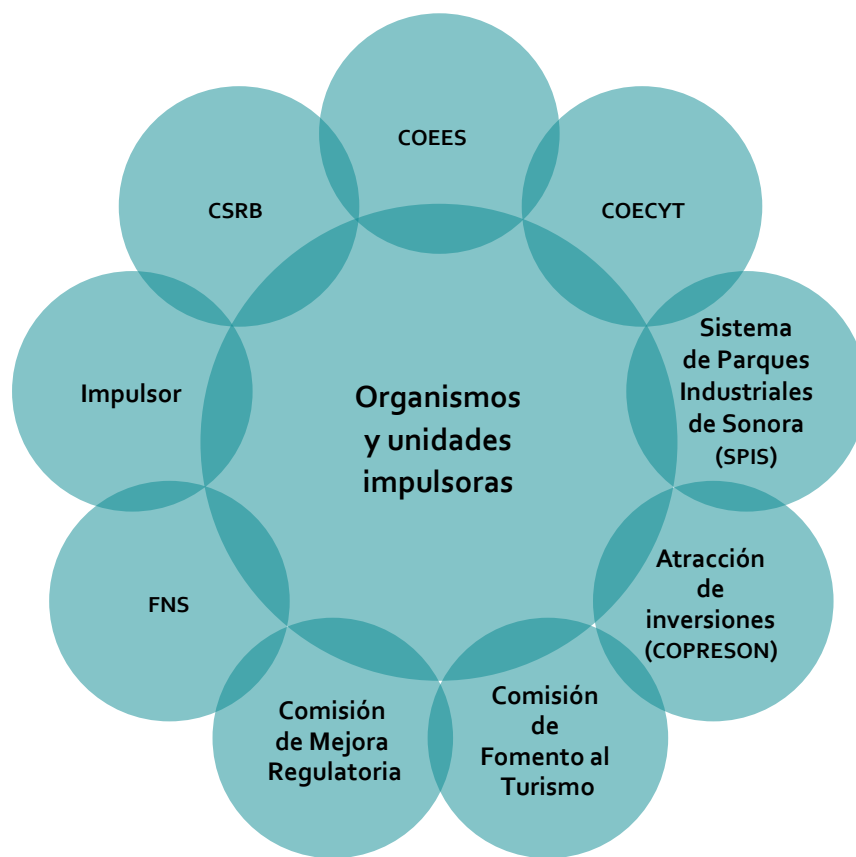 COEES
COECYT
Sistema
de Parques
Industriales
de Sonora
(SPIS)
Atracción
de
inversiones
(COPRESON)
Comisión
de
Fomento al
Turismo
Comisión
de Mejora
Regulatoria
FNS
Impulsor
CSRB
Organismos
y unidades
impulsoras